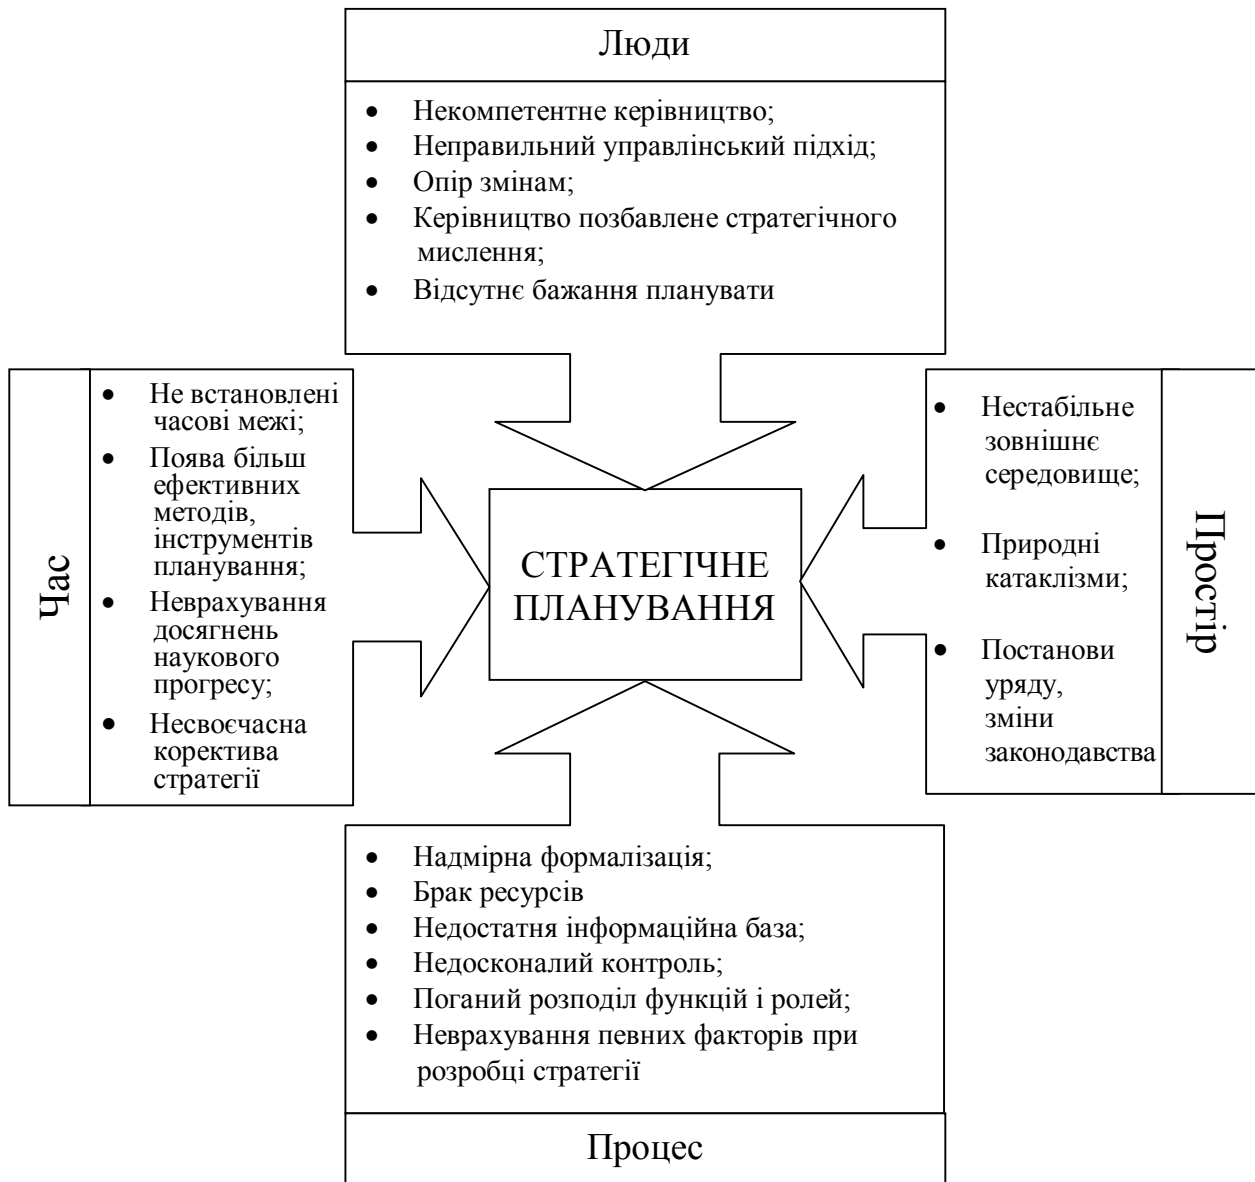 Люди
• Некомпетентне керівництво;
• Неправильний управлінський підхід;
• Опір змінам;
• Керівництво позбавлене стратегічного
мислення;
• Відсутнє бажання планувати
Час
• Не встановлені
часові межі;
• Поява більш
ефективних
методів,
інструментів
планування;
• Неврахування
досягнень
наукового
прогресу;
• Несвоєчасна
коректива
стратегії
СТРАТЕГІЧНЕ
ПЛАНУВАННЯ
• Нестабільне
зовнішнє
середовище;
• Природні
катаклізми;
• Постанови
уряду,
зміни
законодавства
Простір
• Надмірна формалізація;
• Брак ресурсів
• Недостатня інформаційна база;
• Недосконалий контроль;
• Поганий розподіл функцій і ролей;
• Неврахування певних факторів при
розробці стратегії
Процес